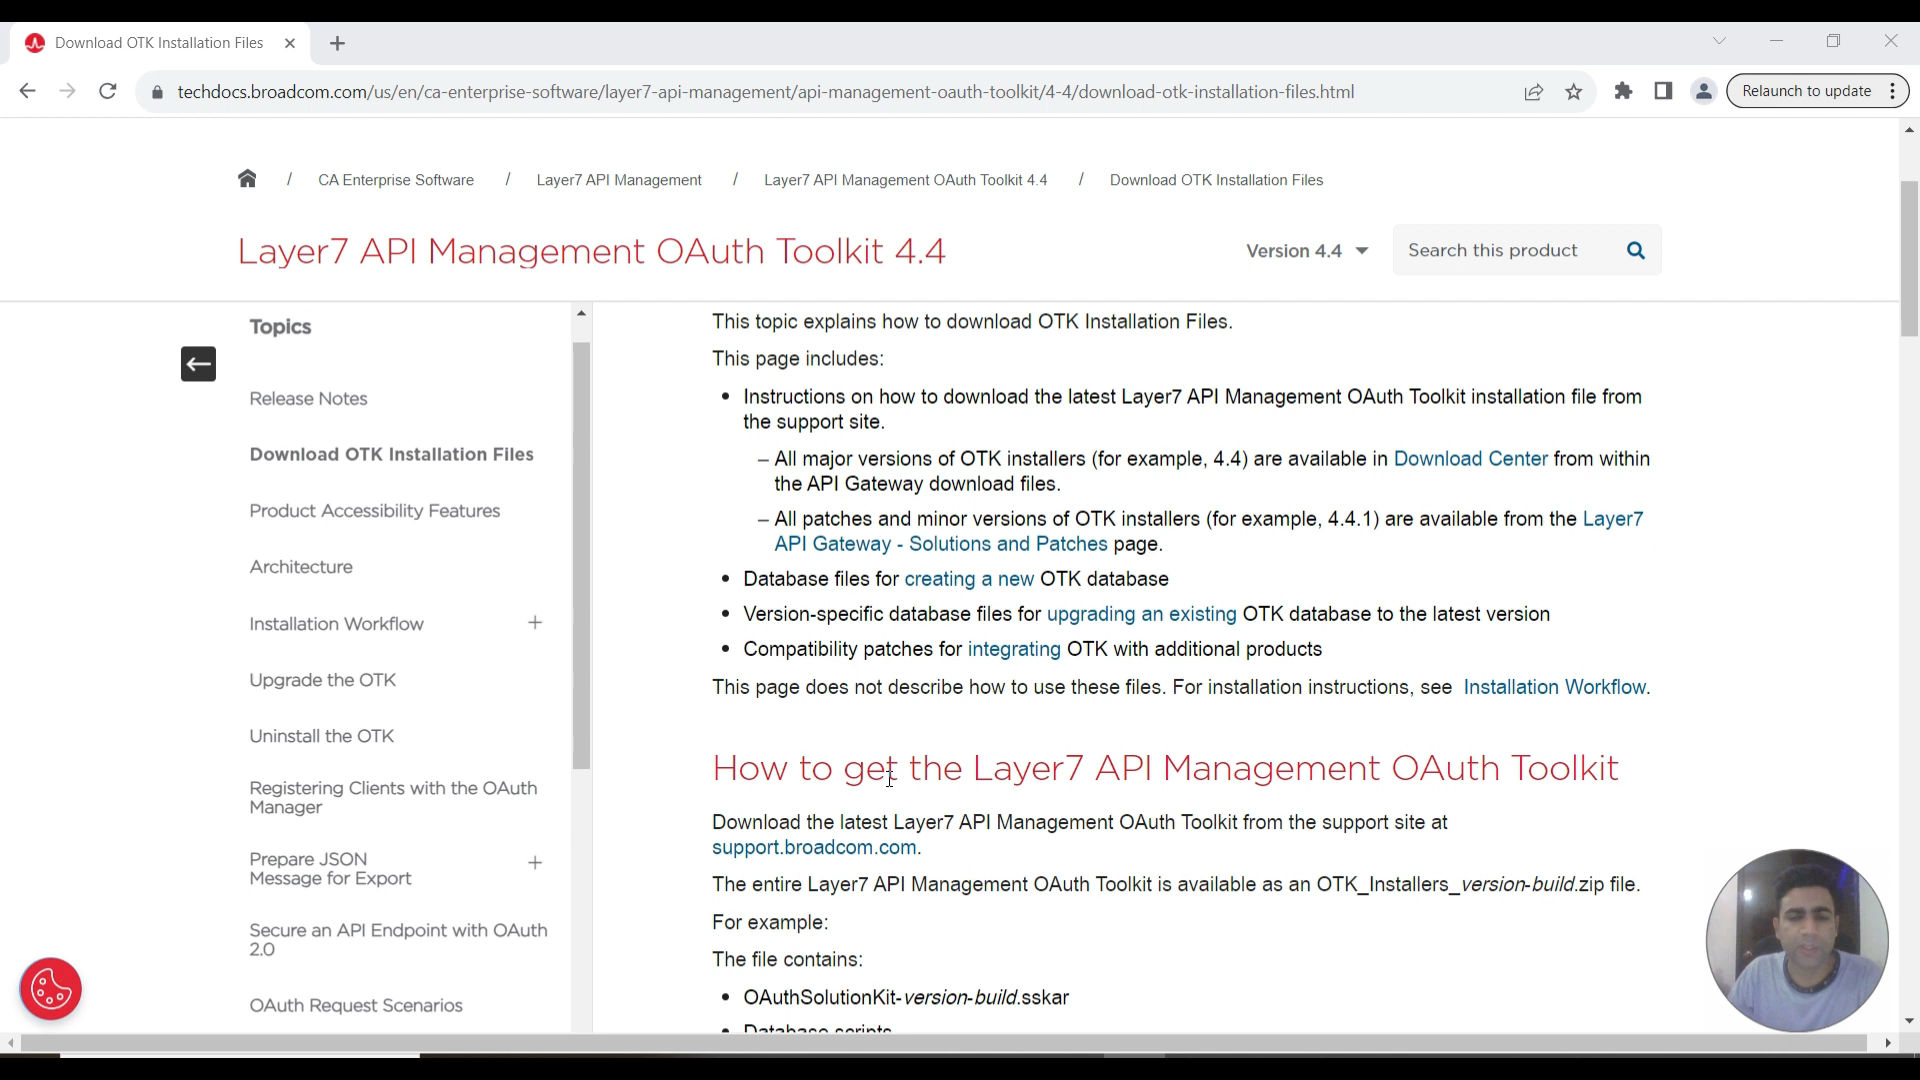 Download OTK Installation Files
techdocs.broadcom.com/us/en/ca-enterprise-software/layer7-api-management/api-management-oauth-toolkit/4-4/download-otk-installation-files.html
Relaunch to update
/ CA Enterprise Software / Layer7 API Management / Layer7 API Management OAuth Toolkit 4.4 / Download OTK Installation Files
Layer7 API Management OAuth Toolkit 4.4
Version 4.4
Search this product
Topics
Release Notes
Download OTK Installation Files
Product Accessibility Features
Architecture
Installation Workflow +
Upgrade the OTK
Uninstall the OTK
Registering Clients with the OAuth
Manager
Prepare JSON
Message for Export +
Secure an API Endpoint with OAuth
2.0
OAuth Request Scenarios
This topic explains how to download OTK Installation Files.
This page includes:
• Instructions on how to download the latest Layer7 API Management OAuth Toolkit installation file from
the support site.
– All major versions of OTK installers (for example, 4.4) are available in Download Center from within
the API Gateway download files.
– All patches and minor versions of OTK installers (for example, 4.4.1) are available from the Layer7
API Gateway - Solutions and Patches page.
• Database files for creating a new OTK database
• Version-specific database files for upgrading an existing OTK database to the latest version
• Compatibility patches for integrating OTK with additional products
This page does not describe how to use these files. For installation instructions, see Installation Workflow.
How to get the Layer7 API Management OAuth Toolkit
Download the latest Layer7 API Management OAuth Toolkit from the support site at
support.broadcom.com.
The entire Layer7 API Management OAuth Toolkit is available as an OTK_Installers_version-build.zip file.
For example:
The file contains:
• OAuthSolutionKit-version-build.sskar
• Database scripts